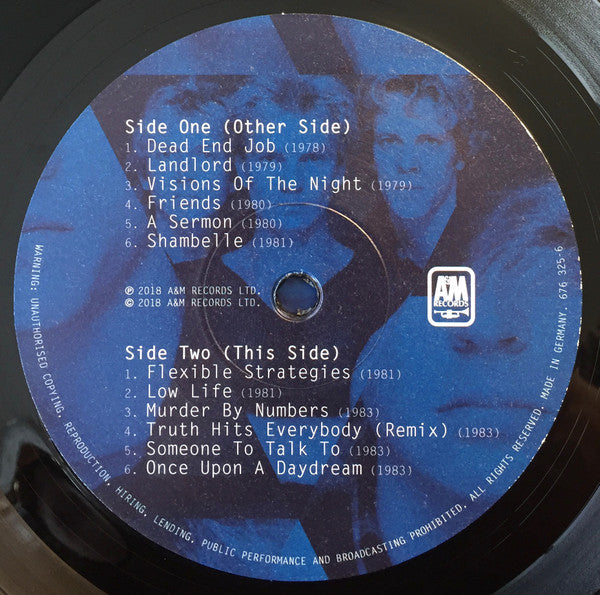 Side One (Other Side)
1. Dead End Job (1978)
2. Landlord (1979)
3. Visions Of The Night (1979)
4. Friends (1980)
5. A Sermon (1980)
6. Shambelle (1981)
℗ 2018 A&M RECORDS LTD.
© 2018 A&M RECORDS LTD.
A&M
RECORDS
Side Two (This Side)
1. Flexible Strategies (1981)
2. Low Life (1981)
3. Murder By Numbers (1983)
4. Truth Hits Everybody (Remix) (1983)
5. Someone To Talk To (1983)
6. Once Upon A Daydream (1983)
WARNING: UNAUTHORISED COPYING, REPRODUCTION, HIRING, LENDING, PUBLIC PERFORMANCE AND BROADCASTING PROHIBITED. ALL RIGHTS RESERVED. MADE IN GERMANY. 676 325-6